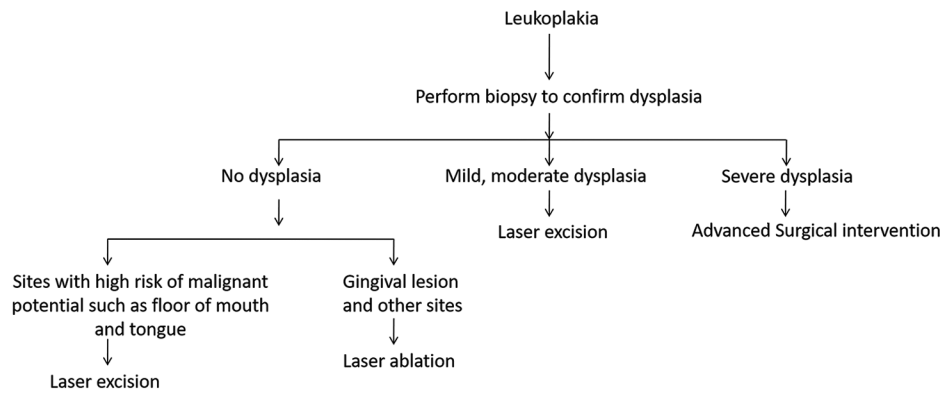 Leukoplakia
Perform biopsy to confirm dysplasia
No dysplasia
Mild, moderate dysplasia
Severe dysplasia
Laser excision
Advanced Surgical intervention
Sites with high risk of malignant
potential such as floor of mouth
and tongue
Gingival lesion
and other sites
Laser ablation
Laser excision